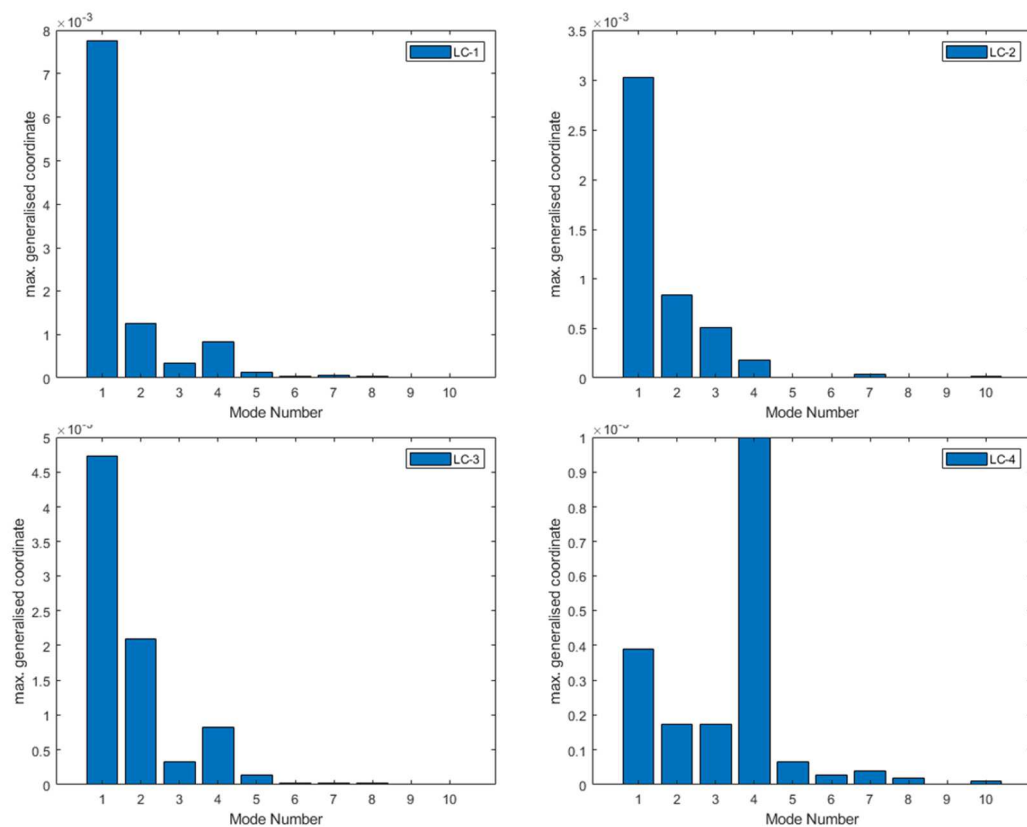 ×10-3
8
7
6
5
4
3
2
1
0
max. generalised coordinate
LC-1
1 2 3 4 5 6 7 8 9 10
Mode Number
×10-3
3.5
3
2.5
2
1.5
1
0.5
0
max. generalised coordinate
LC-2
1 2 3 4 5 6 7 8 9 10
Mode Number
5
4.5
4
3.5
3
2.5
2
1.5
1
0.5
0
max. generalised coordinate
LC-3
1 2 3 4 5 6 7 8 9 10
Mode Number
1
0.9
0.8
0.7
0.6
0.5
0.4
0.3
0.2
0.1
0
max. generalised coordinate
LC-4
1 2 3 4 5 6 7 8 9 10
Mode Number